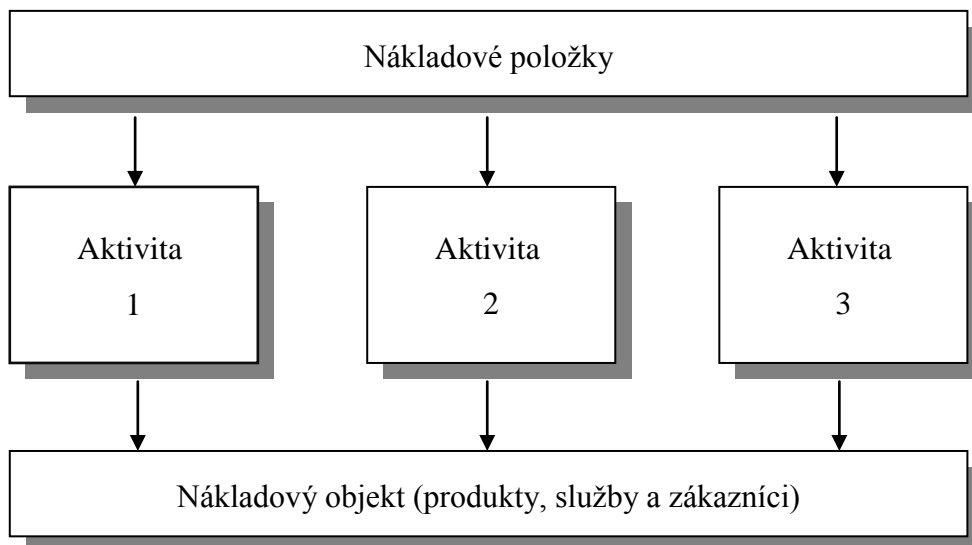 Nákladové položky
Aktivita
1
Aktivita
2
Aktivita
3
Nákladový objekt (produkty, služby a zákazníci)